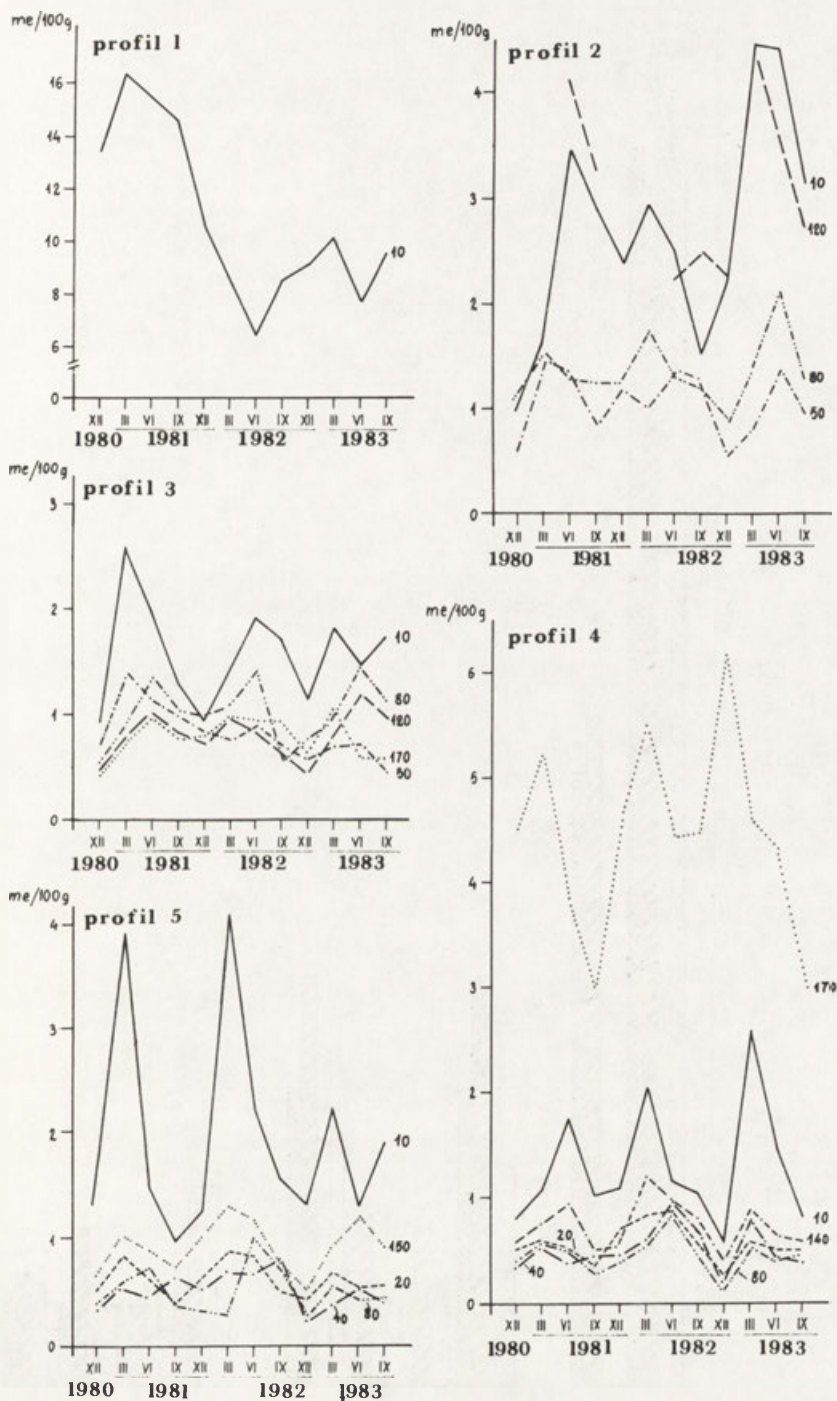 me/100g
profil 1
16
14
12
10
8
6
0
10
XII III VI IX XII III VI IX XII III VI IX
1980 1981 1982 1983
me/100g
profil 2
4
3
2
1
0
10
120
80
50
XII III VI IX XII III VI IX XII III VI IX
1980 1981 1982 1983
me/100g
profil 3
3
2
1
0
10
80
120
170
50
XII III VI IX XII III VI IX XII III VI IX
1980 1981 1982 1983
me/100g
profil 4
6
5
4
3
2
1
0
170
10
140
20
40
80
XII III VI IX XII III VI IX XII III VI IX
1980 1981 1982 1983
me/100g
profil 5
4
3
2
1
0
10
150
20
40
80
XII III VI IX XII III VI IX XII III VI IX
1980 1981 1982 1983